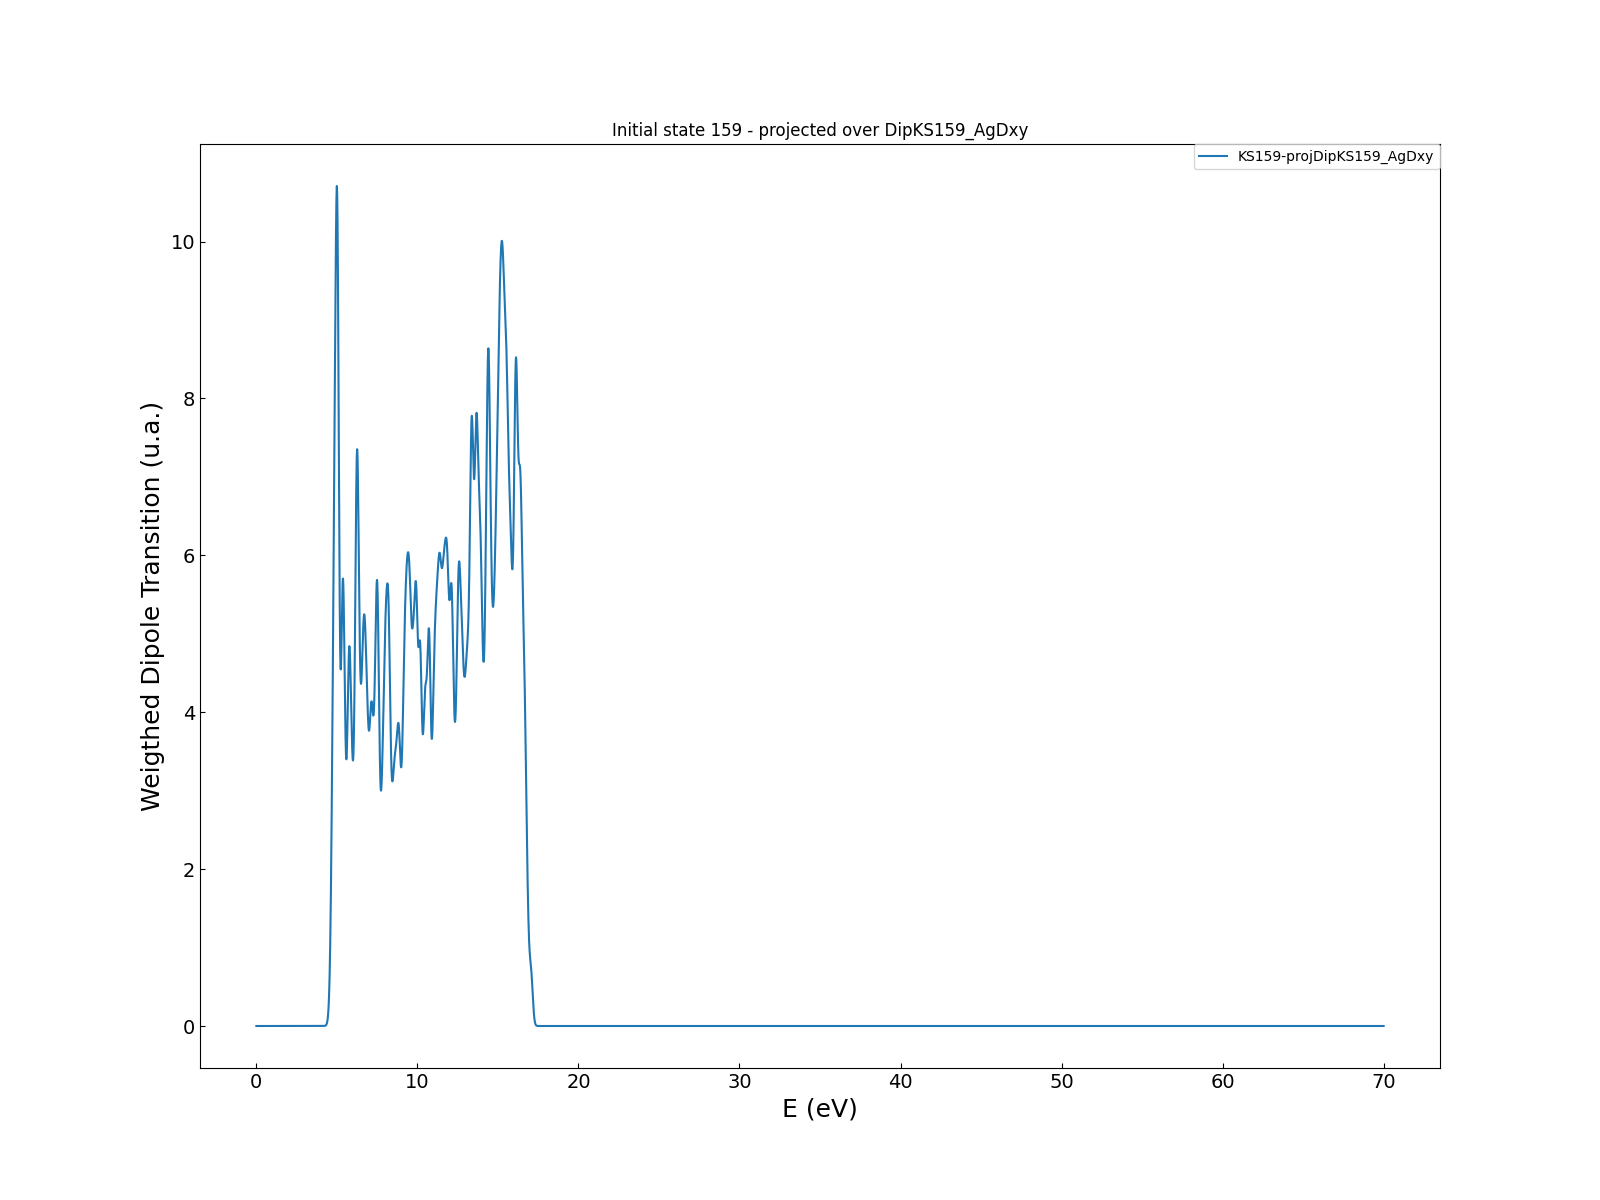 Initial state 159 - projected over DipKS159_AgDxy
KS159-projDipKS159_AgDxy
Weigthed Dipole Transition (u.a.)
10
8
6
4
2
0
0 10 20 30 40 50 60 70
E (eV)